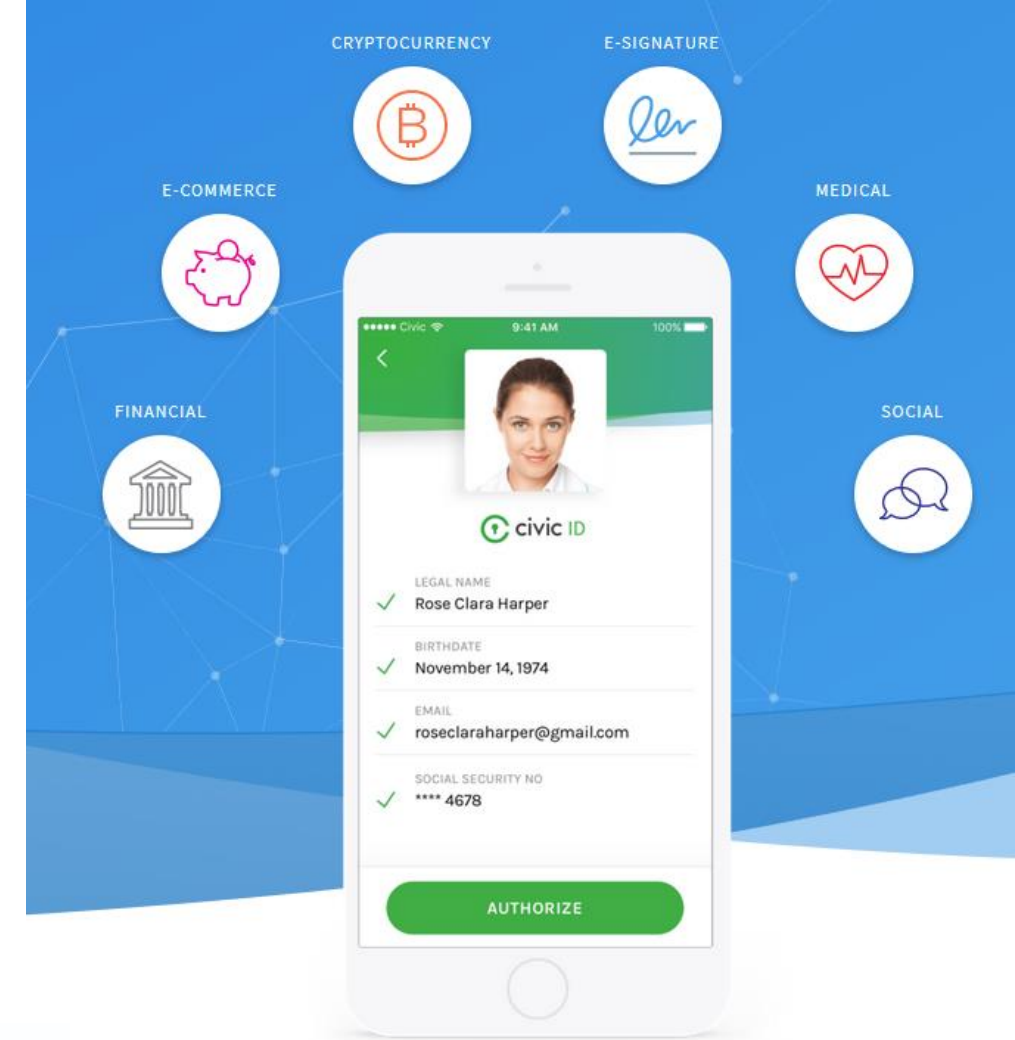 CRYPTOCURRENCY
E-SIGNATURE
E-COMMERCE
MEDICAL
FINANCIAL
SOCIAL
Civic
9:41 AM
100%
civic ID
LEGAL NAME
Rose Clara Harper
BIRTHDATE
November 14, 1974
EMAIL
roseclaraharper@gmail.com
SOCIAL SECURITY NO
**** 4678
AUTHORIZE